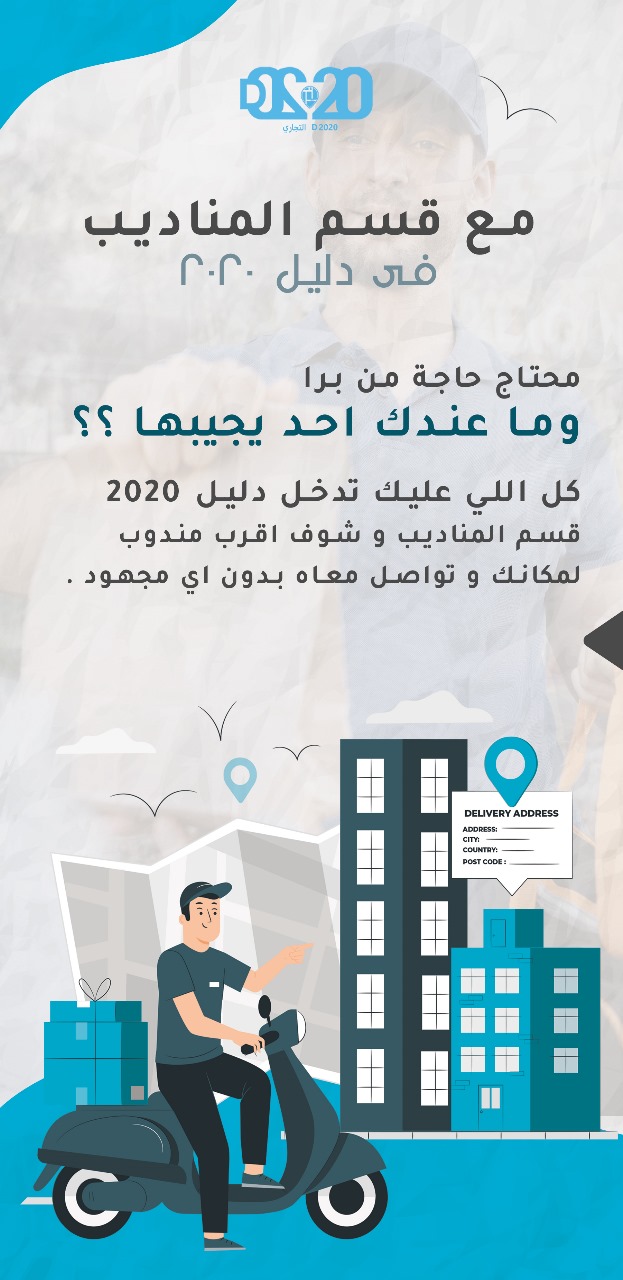 D2020
D2020 التجاري
مع قسم المناديب
فى دليل ٢٠٢٠
محتاج حاجة من برا
وما عندك احد يجيبها ؟؟
كل اللي عليك تدخل دليل 2020
قسم المناديب و شوف اقرب مندوب
لمكانك و تواصل معاه بدون اي مجهود .
DELIVERY ADDRESS
ADDRESS:
CITY:
COUNTRY:
POST CODE :